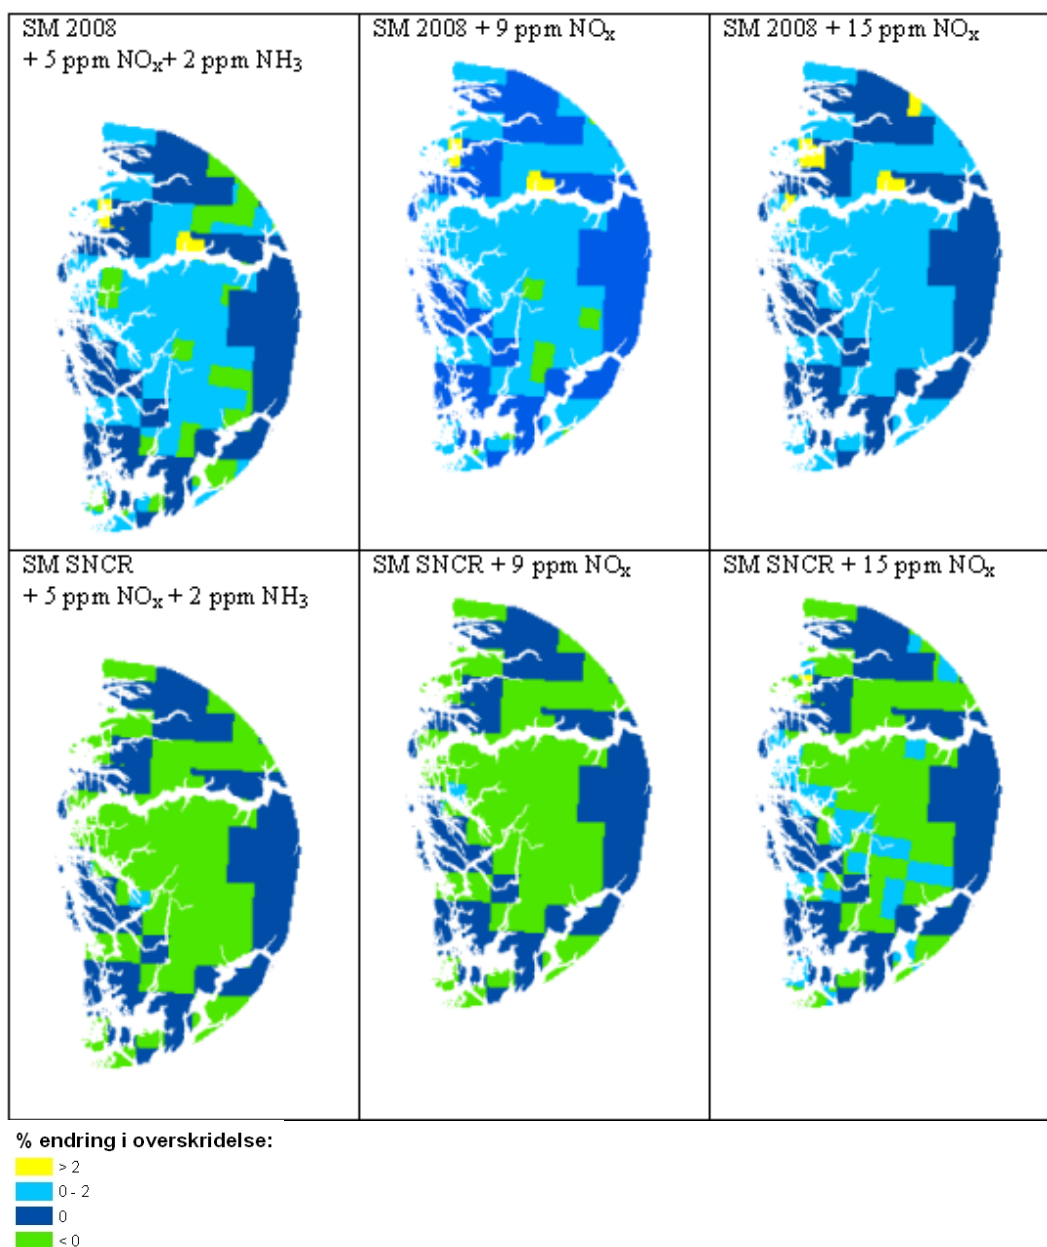 SM 2008
+ 5 ppm NOx+ 2 ppm NH3
SM 2008 + 9 ppm NOx
SM 2008 + 15 ppm NOx
SM SNCR
+ 5 ppm NOx + 2 ppm NH3
SM SNCR + 9 ppm NOx
SM SNCR + 15 ppm NOx
% endring i overskridelse:
> 2
0 - 2
0
< 0